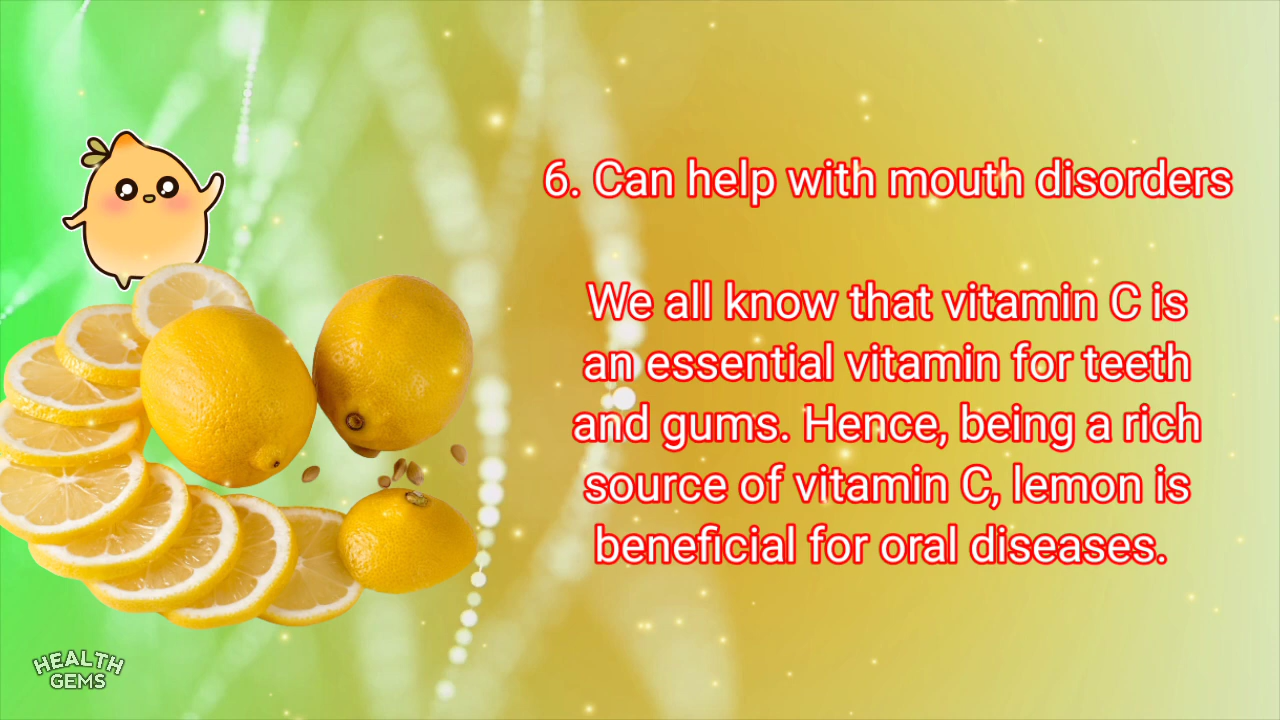 6. Can help with mouth disorders
We all know that vitamin C is
an essential vitamin for teeth
and gums. Hence, being a rich
source of vitamin C, lemon is
beneficial for oral diseases.
HEALTH
GEMS